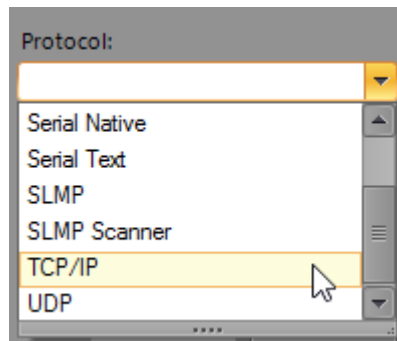 Protocol:
Serial Native
Serial Text
SLMP
SLMP Scanner
TCP/IP
UDP